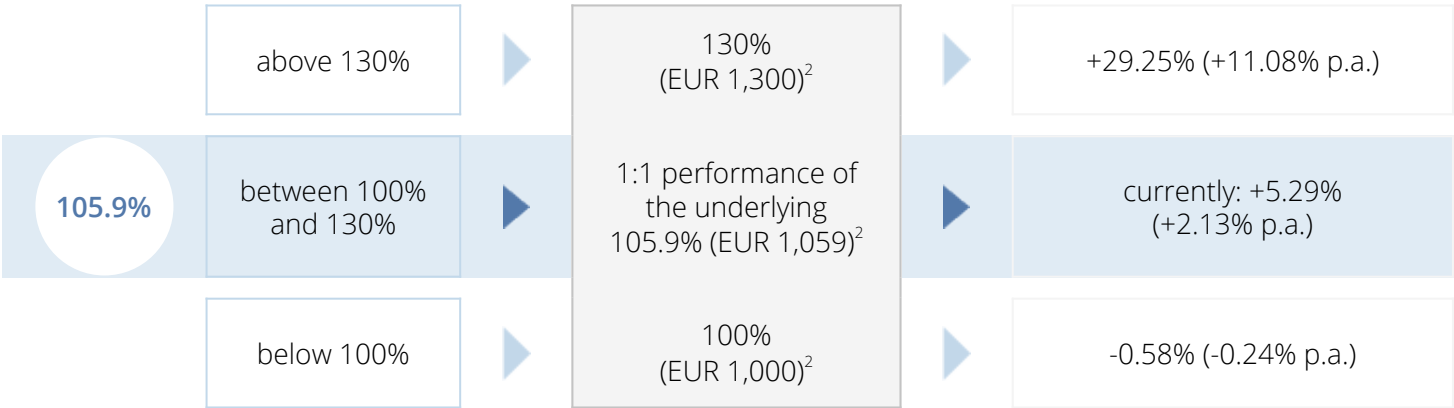 above 130%
130%
(EUR 1,300)²
+29.25% (+11.08% p.a.)
105.9%
between 100%
and 130%
1:1 performance of
the underlying
105.9% (EUR 1,059)²
currently: +5.29%
(+2.13% p.a.)
below 100%
100%
(EUR 1,000)²
-0.58% (-0.24% p.a.)